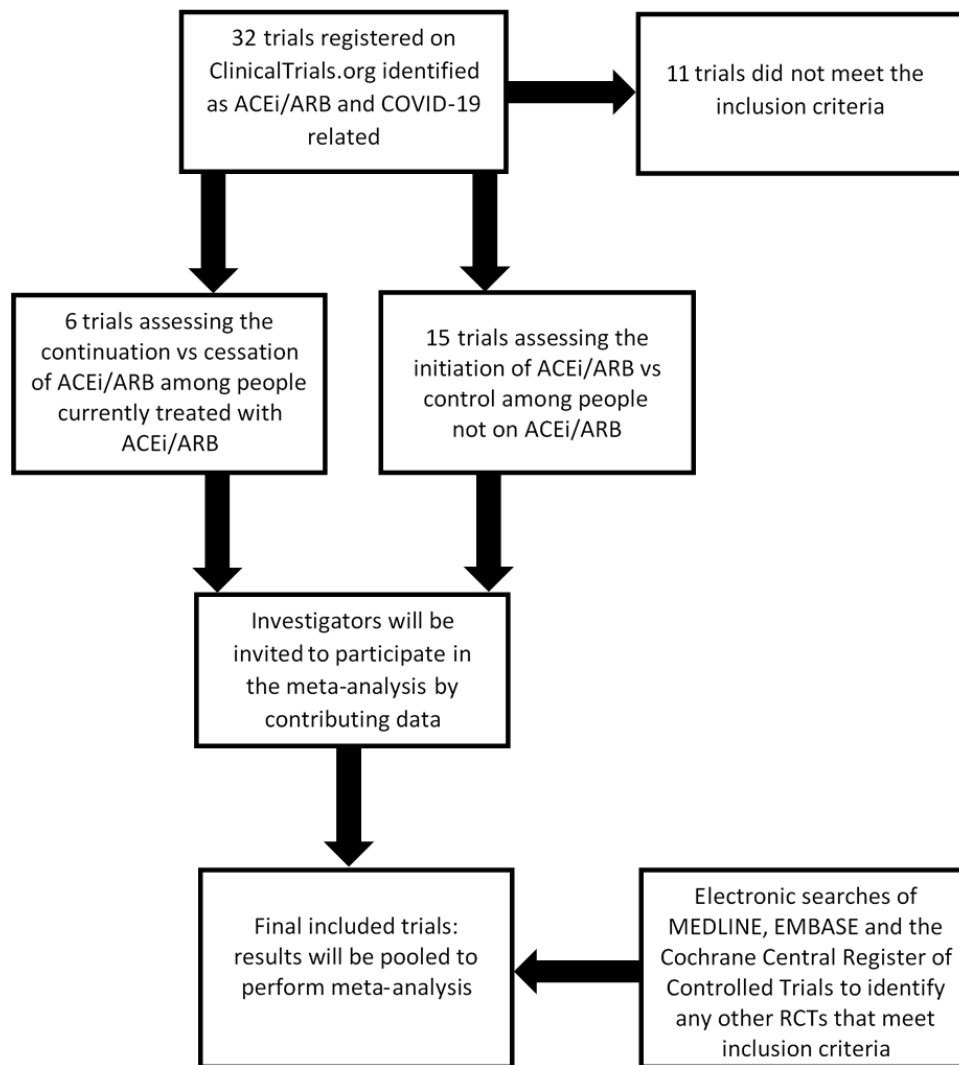 32 trials registered on
ClinicalTrials.org identified
as ACEi/ARB and COVID-19
related
11 trials did not meet the
inclusion criteria
6 trials assessing the
continuation vs cessation
of ACEi/ARB among people
currently treated with
ACEi/ARB
15 trials assessing the
initiation of ACEi/ARB vs
control among people
not on ACEi/ARB
Investigators will be
invited to participate in
the meta-analysis by
contributing data
Final included trials:
results will be pooled to
perform meta-analysis
Electronic searches of
MEDLINE, EMBASE and the
Cochrane Central Register of
Controlled Trials to identify
any other RCTs that meet
inclusion criteria